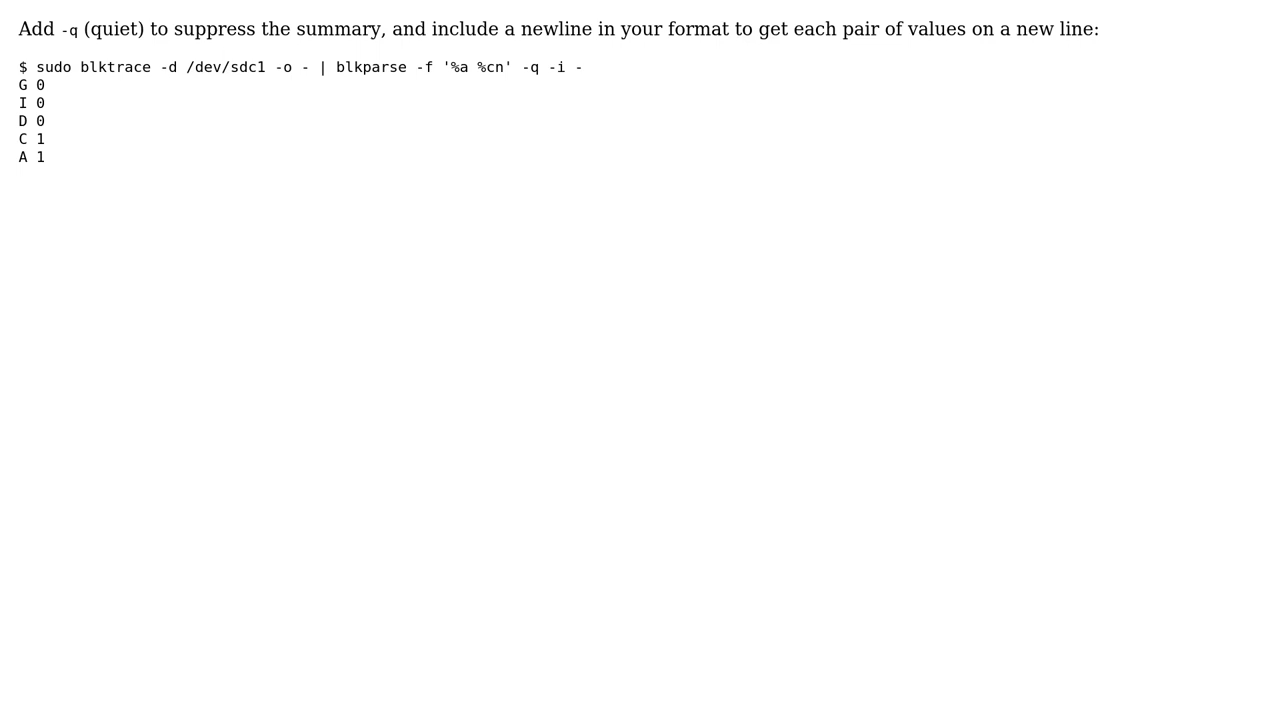 Add -q (quiet) to suppress the summary, and include a newline in your format to get each pair of values on a new line:
$ sudo blktrace -d /dev/sdc1 -o - | blkparse -f '%a %cn' -q -i -
G 0
I 0
D 0
C 1
A 1